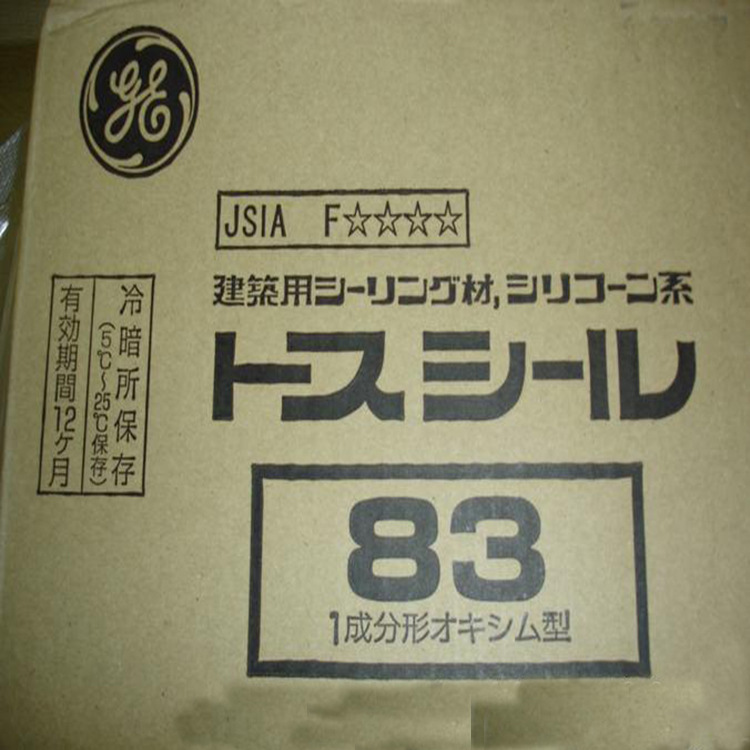 GE
JSIA F☆☆☆☆
建築用シーリング材,シリコーン系
トスシール
83
1成分形オキシム型
冷暗所保存
(5℃~25℃保存)
有効期間12ケ月